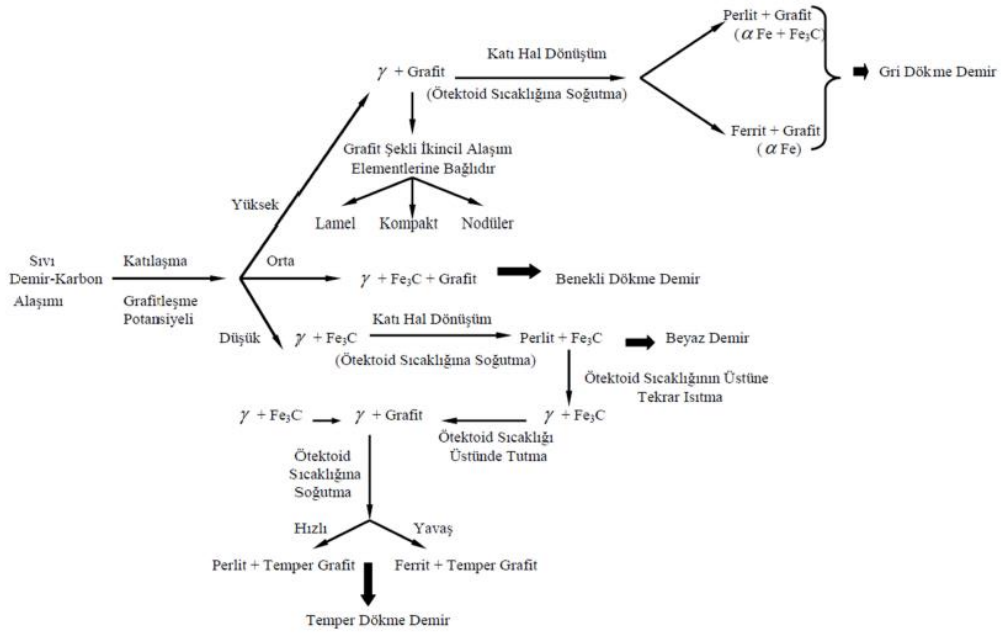 Perlit + Grafit
(α Fe + Fe₃C)
Katı Hal Dönüşüm
γ + Grafit
(Ötektoid Sıcaklığına Soğutma)
Gri Dökme Demir
Ferrit + Grafit
(α Fe)
Grafit Şekli İkincil Alaşım
Elementlerine Bağlıdır
Yüksek
Lamel
Kompakt
Nodüler
Sıvı
Demir-Karbon
Alaşımı
Katılaşma
Grafitleşme
Potansiyeli
Orta
γ + Fe₃C + Grafit
Benekli Dökme Demir
Düşük
γ + Fe₃C
Katı Hal Dönüşüm
(Ötektoid Sıcaklığına Soğutma)
Perlit + Fe₃C
Beyaz Demir
Ötektoid Sıcaklığının Üstüne
Tekrar Isıtma
γ + Fe₃C
γ + Grafit
γ + Fe₃C
Ötektoid Sıcaklığı
Üstünde Tutma
Ötektoid
Sıcaklığına
Soğutma
Hızlı
Yavaş
Perlit + Temper Grafit
Ferrit + Temper Grafit
Temper Dökme Demir